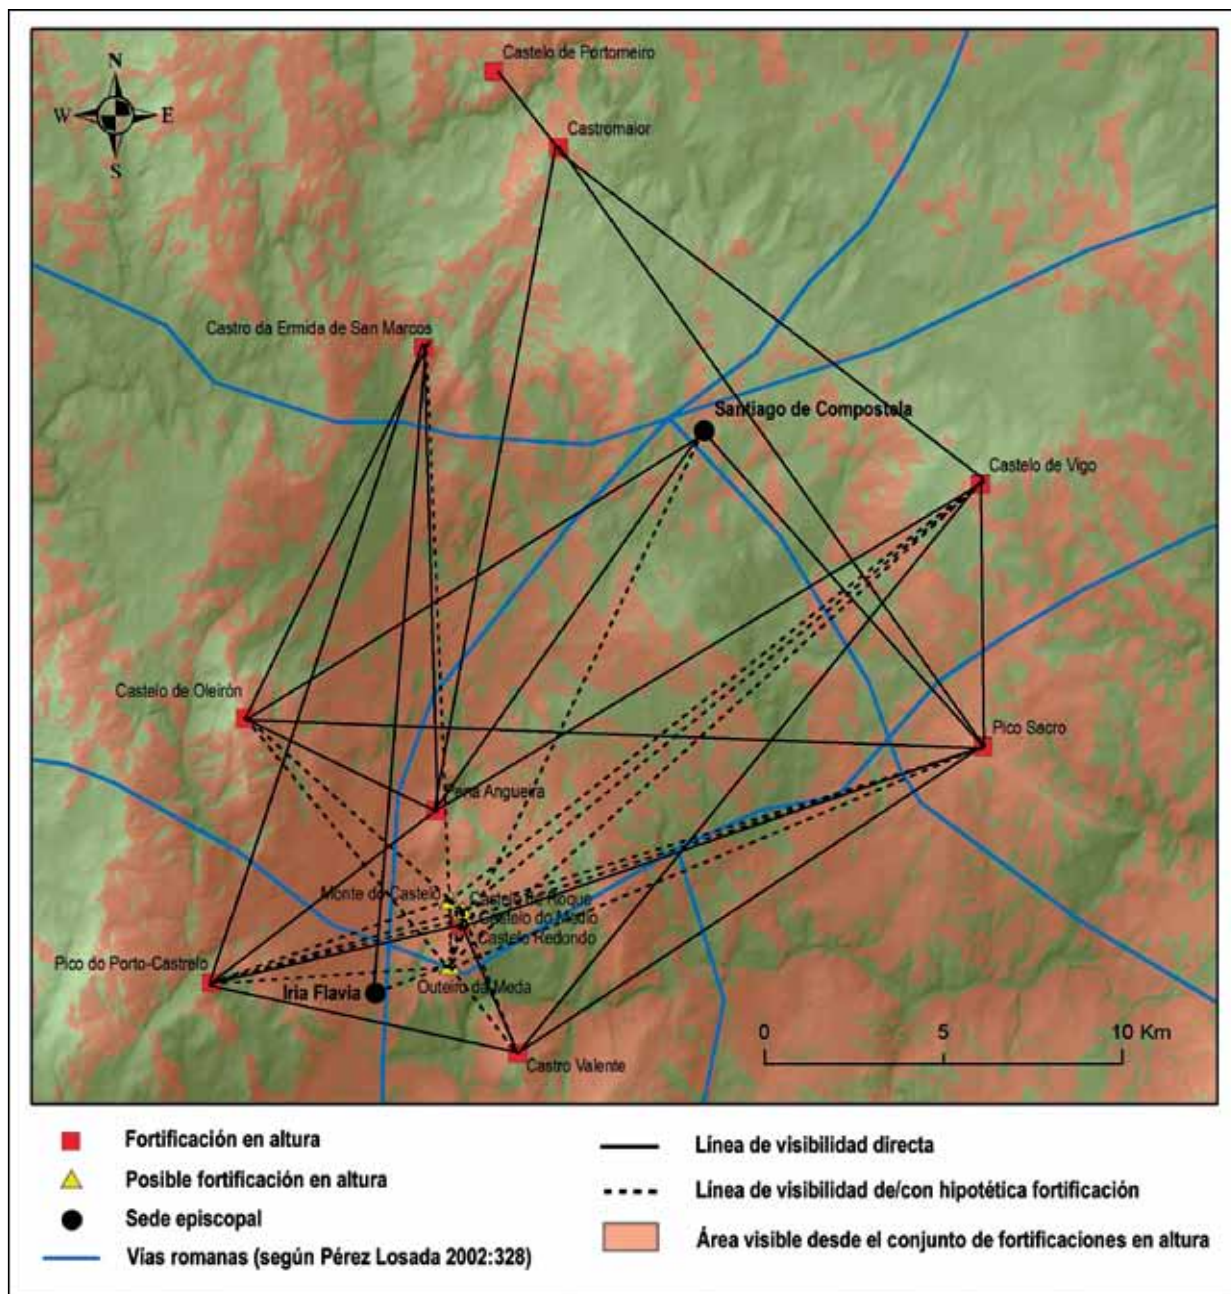 Castelo de Portomeiro
N
W E
S
Castromaior
Castro da Ermida de San Marcos
Santiago de Compostela
Castelo de Vigo
Castelo de Oleirón
Pico Sacro
Pena Angueira
Monte do Castelo
Castelo da Roque
Castelo do Medio
Castelo Redondo
Pico do Porto-Castrelo
Iria Flavia
Outeiro da Meda
Castro Valente
0 5 10 Km
Fortificación en altura
Posible fortificación en altura
Sede episcopal
Vías romanas (según Pérez Losada 2002:328)
Línea de visibilidad directa
Línea de visibilidad de/con hipotética fortificación
Área visible desde el conjunto de fortificaciones en altura